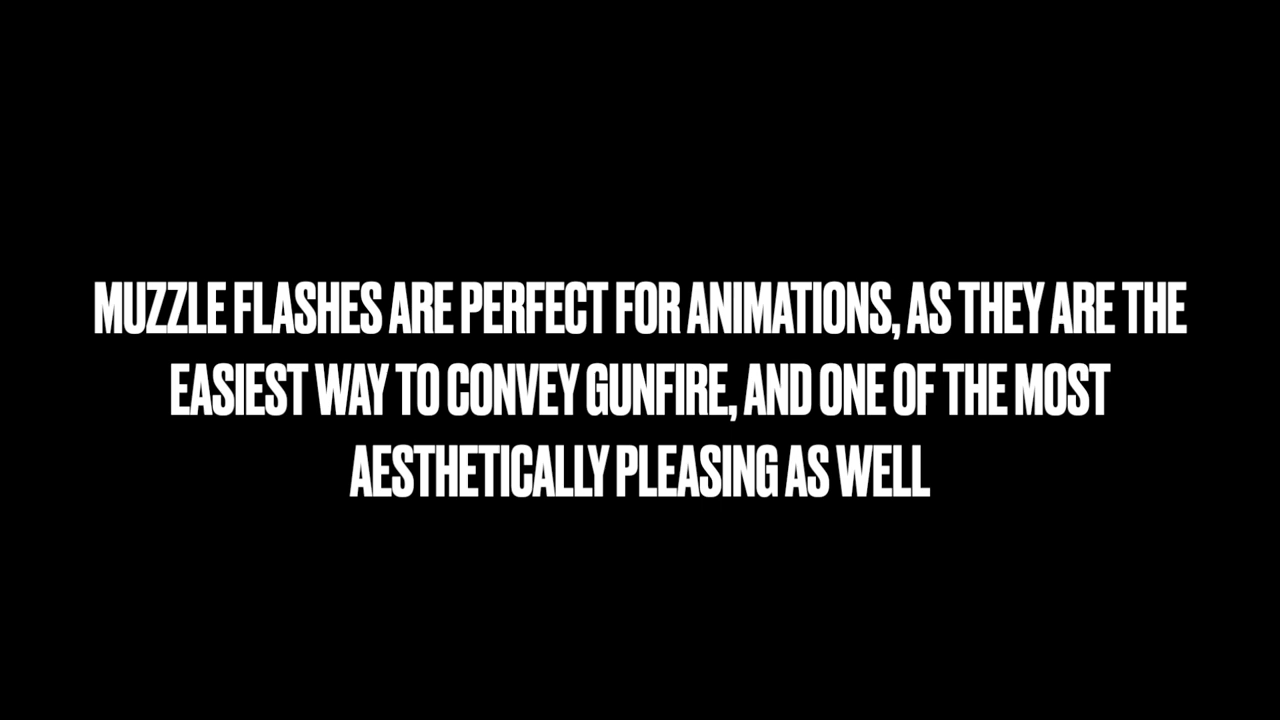 MUZZLE FLASHES ARE PERFECT FOR ANIMATIONS, AS THEY ARE THE
EASIEST WAY TO CONVEY GUNFIRE, AND ONE OF THE MOST
AESTHETICALLY PLEASING AS WELL